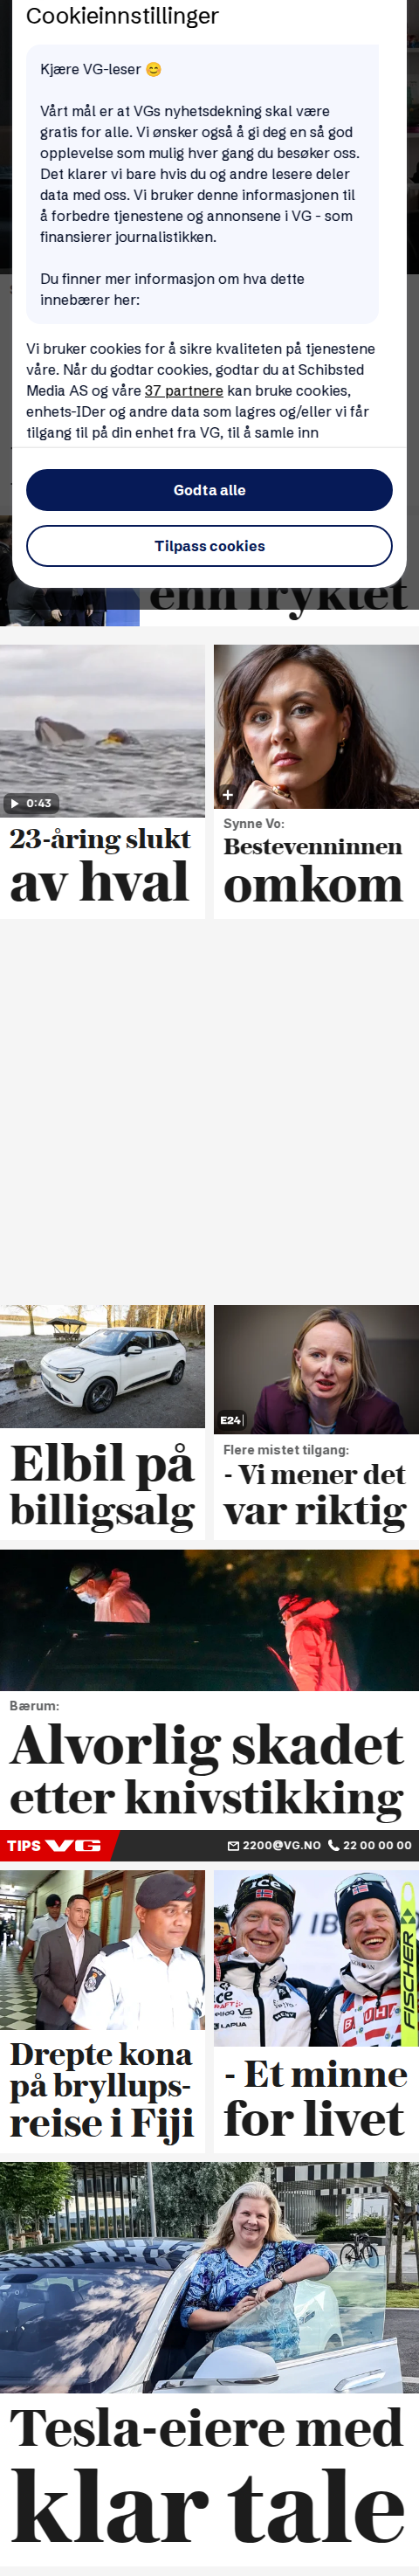 Cookieinnstillinger
Kjære VG-leser 😊
Vårt mål er at VGs nyhetsdekning skal være
gratis for alle. Vi ønsker også å gi deg en så god
opplevelse som mulig hver gang du besøker oss.
Det klarer vi bare hvis du og andre lesere deler
data med oss. Vi bruker denne informasjonen til
å forbedre tjenestene og annonsene i VG - som
finansierer journalistikken.
Du finner mer informasjon om hva dette
innebærer her:
Vi bruker cookies for å sikre kvaliteten på tjenestene
våre. Når du godtar cookies, godtar du at Schibsted
Media AS og våre 37 partnere kan bruke cookies,
enhets-IDer og andre data som lagres og/eller vi får
tilgang til på din enhet fra VG, til å samle inn
Godta alle
Tilpass cookies
enn fryktet
0:43
23-åring slukt
av hval
Synne Vo:
Bestevenninnen
omkom
Elbil på
billigsalg
E24
Flere mistet tilgang:
- Vi mener det
var riktig
Bærum:
Alvorlig skadet
etter knivstikking
TIPS VG
2200@VG.NO
22 00 00 00
Drepte kona
på bryllups-
reise i Fiji
FISCHER
LAUPA
- Et minne
for livet
Tesla-eiere med
klar tale